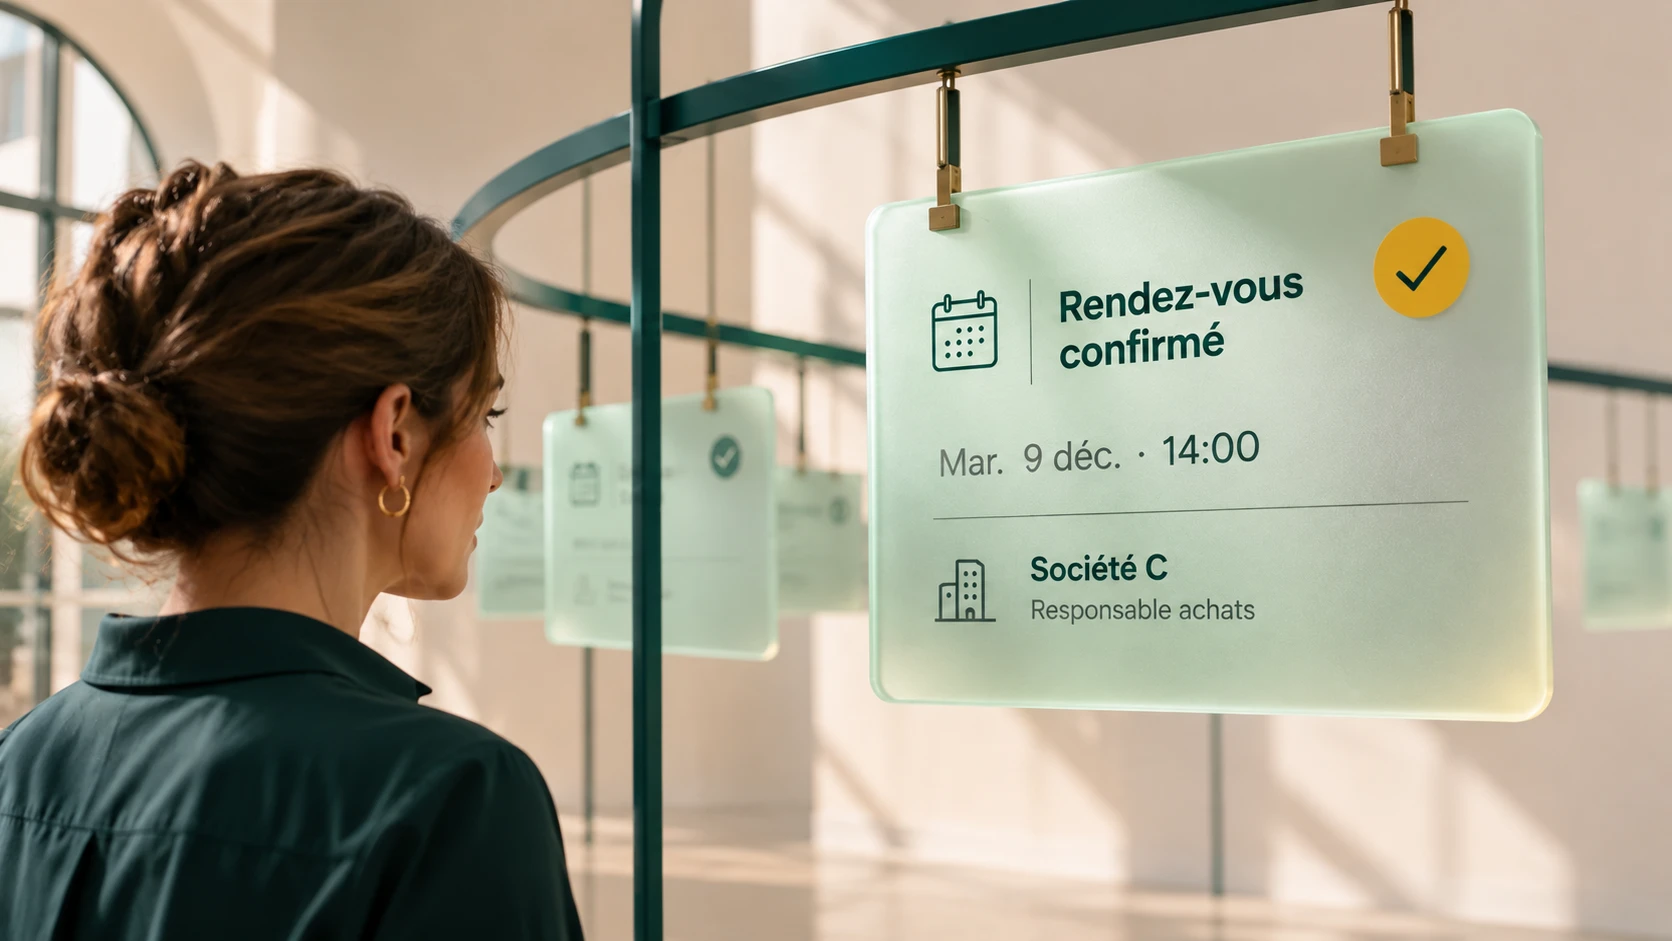 Rendez-vous
confirmé
Mar. 9 déc. · 14:00
Société C
Responsable achats